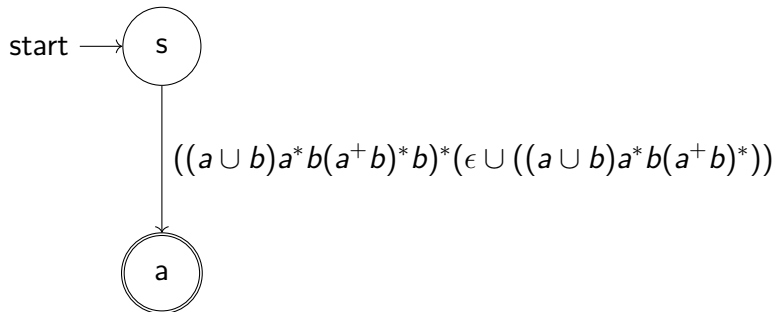 start s
((a ∪ b)a*b(a⁺b)*b)*(ϵ ∪ ((a ∪ b)a*b(a⁺b)*))
a